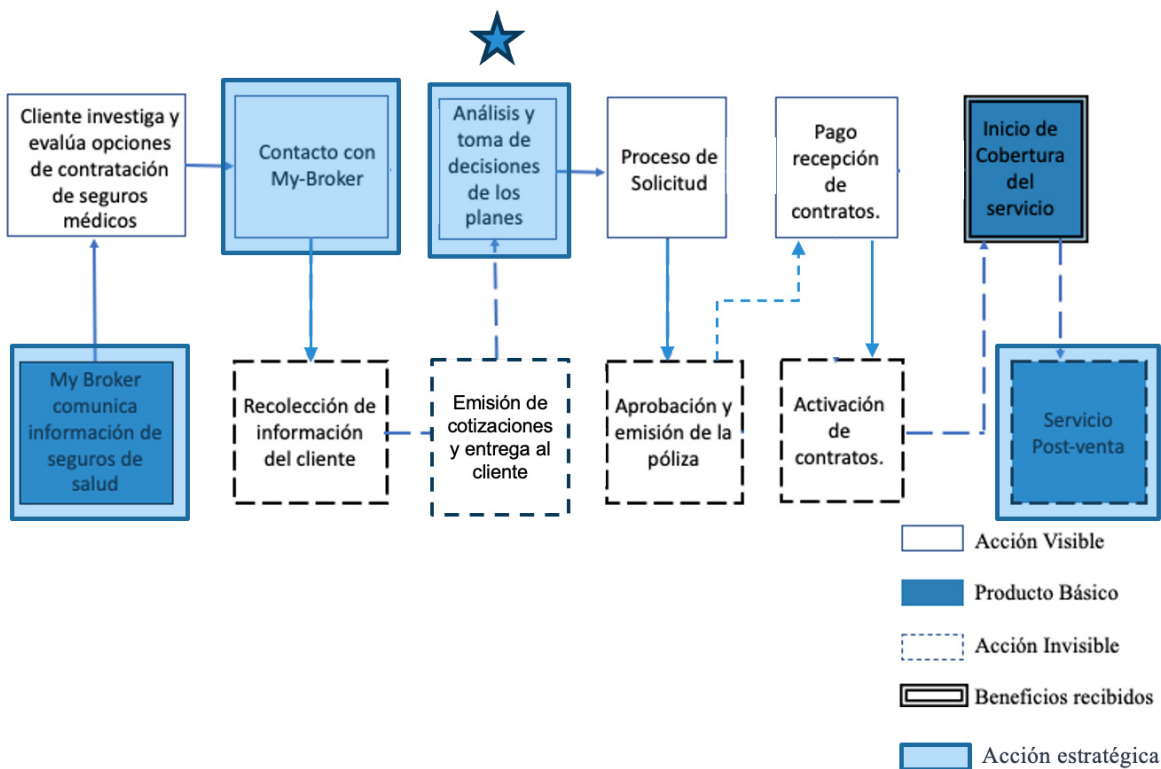 Cliente investiga y
evalúa opciones
de contratación
de seguros
médicos
Contacto con
My-Broker
Análisis y
toma de
decisiones
de los
planes
Proceso de
Solicitud
Pago
recepción
de
contratos.
Inicio de
Cobertura
del
servicio
My Broker
comunica
información de
seguros de
salud
Recolección de
información
del cliente
Emisión de
cotizaciones
y entrega al
cliente
Aprobación y
emisión de la
póliza
Activación
de
contratos.
Servicio
Post-venta
Acción Visible
Producto Básico
Acción Invisible
Beneficios recibidos
Acción estratégica